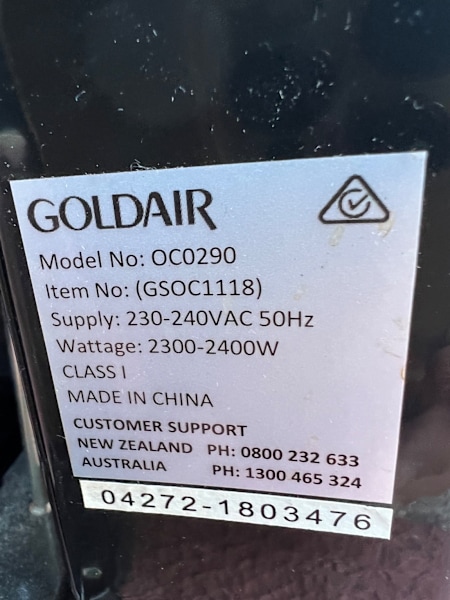 GOLDAIR
Model No: OC0290
Item No: (GSOC1118)
Supply: 230-240VAC 50Hz
Wattage: 2300-2400W
CLASS I
MADE IN CHINA
CUSTOMER SUPPORT
NEW ZEALAND PH: 0800 232 633
AUSTRALIA PH: 1300 465 324
04272-1803476